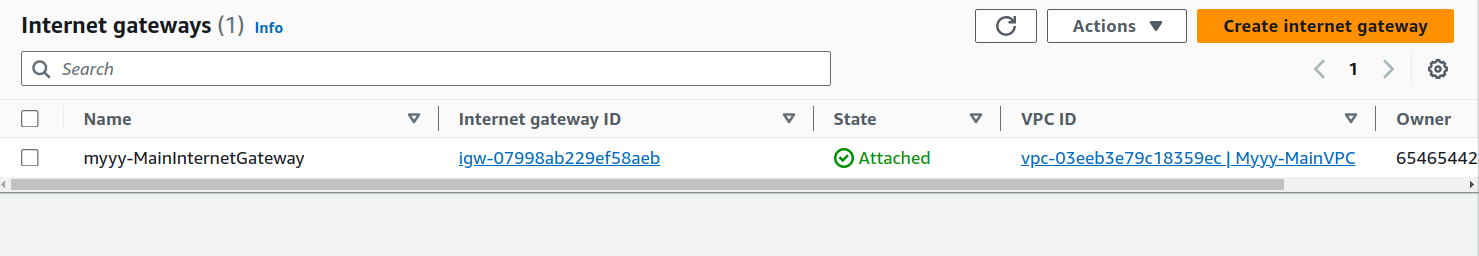 Internet gateways (1) Info
Actions
Create internet gateway
Search
1
Name Internet gateway ID State VPC ID Owner
myyy-MainInternetGateway igw-07998ab229ef58aeb Attached vpc-03eeb3e79c18359ec | Myyy-MainVPC 65465442